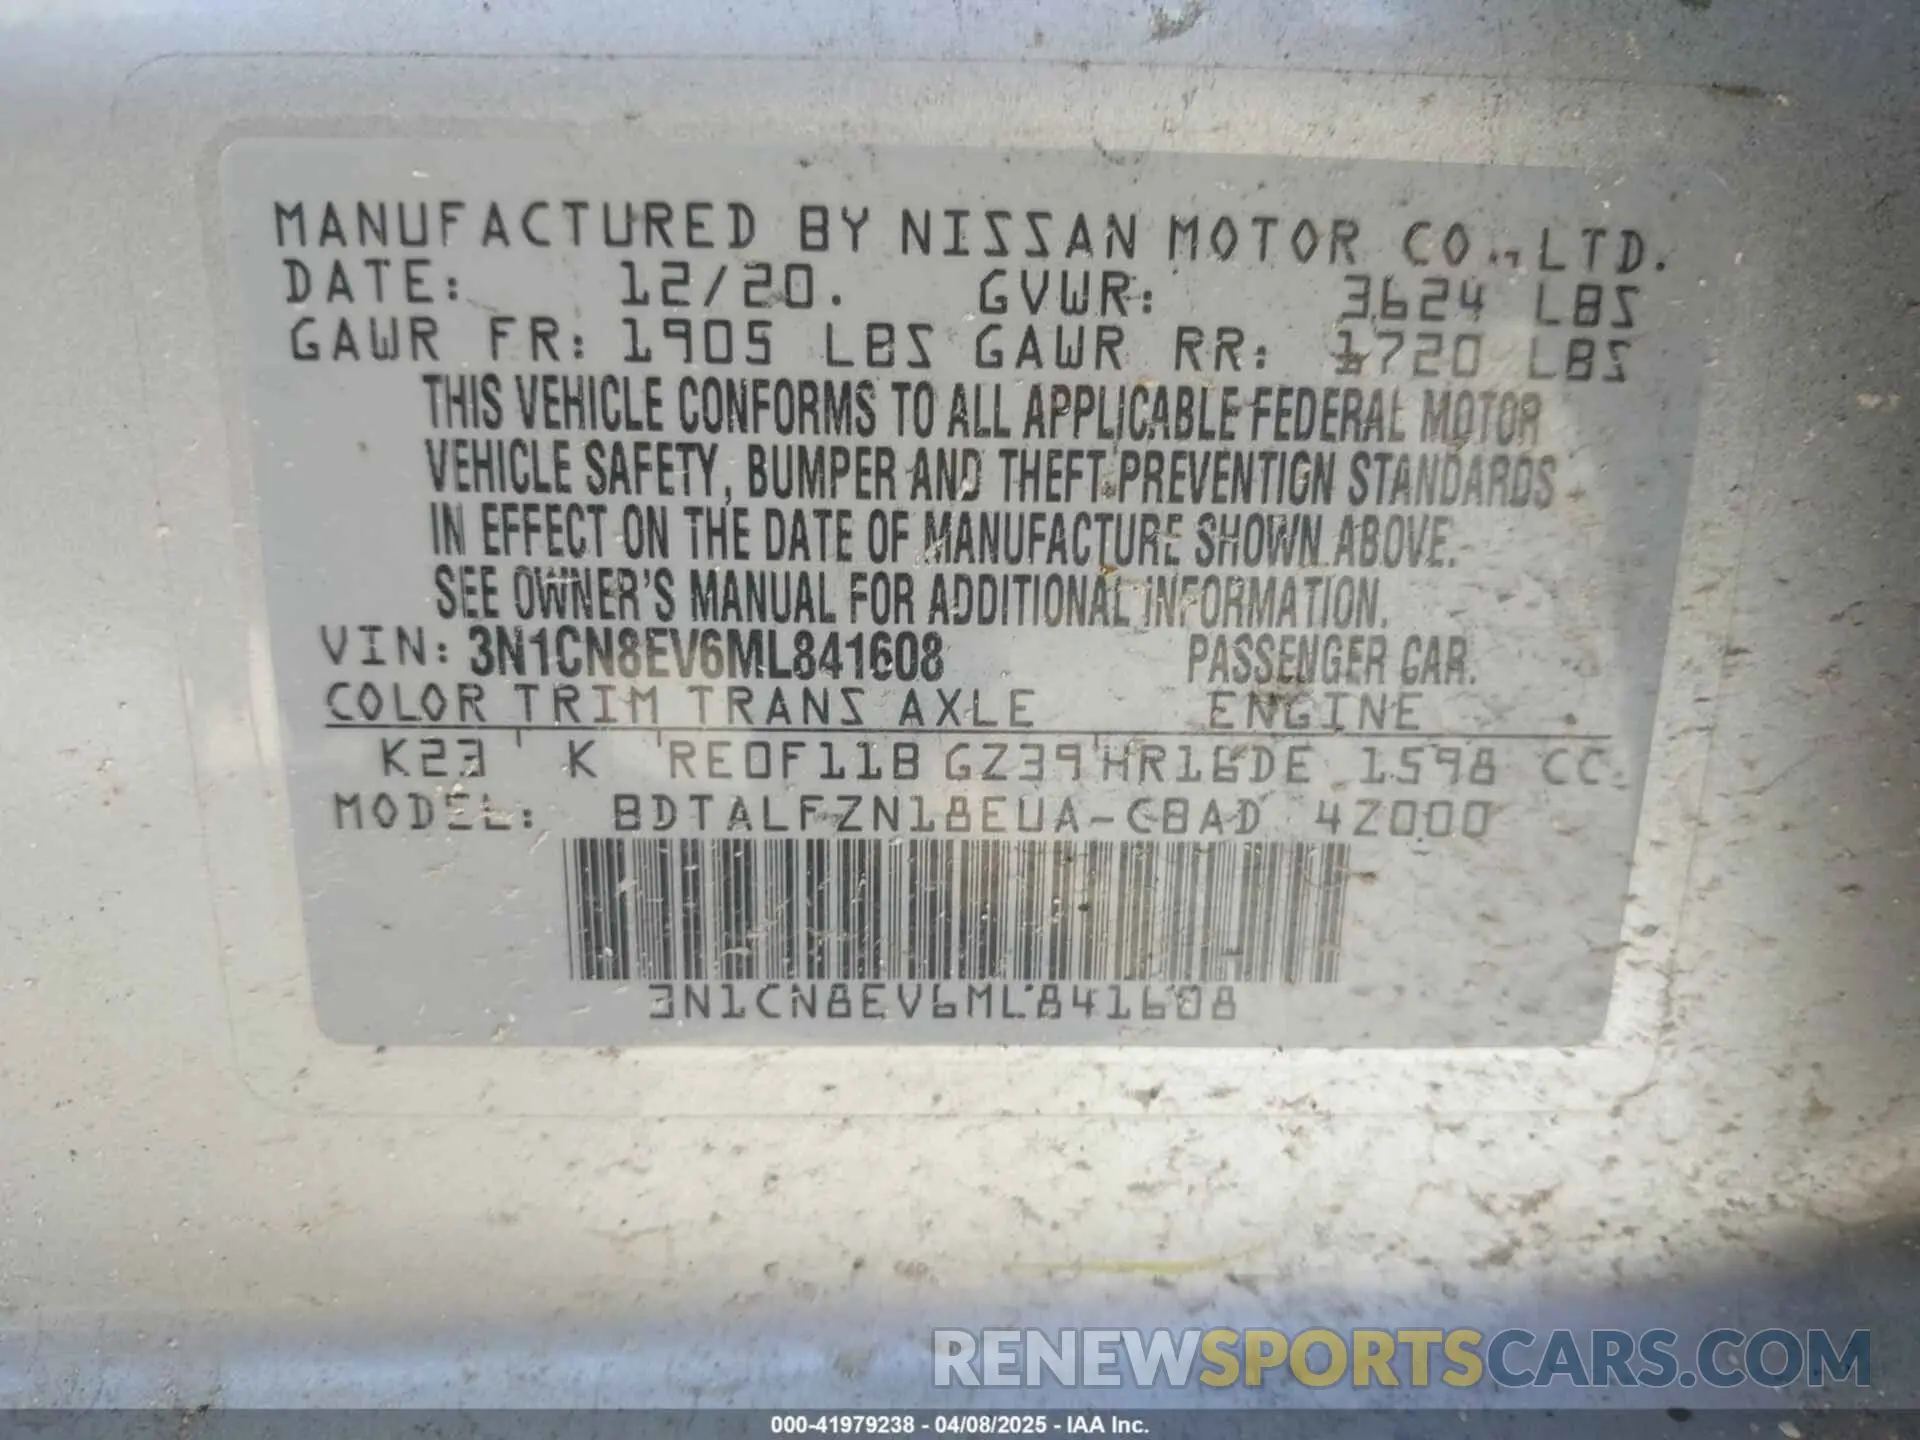 MANUFACTURED BY NISSAN MOTOR CO., LTD.
DATE: 12/20. GVWR: 3624 LBS
GAWR FR: 1905 LBS GAWR RR: 1720 LBS
THIS VEHICLE CONFORMS TO ALL APPLICABLE FEDERAL MOTOR
VEHICLE SAFETY, BUMPER AND THEFT PREVENTION STANDARDS
IN EFFECT ON THE DATE OF MANUFACTURE SHOWN ABOVE.
SEE OWNER'S MANUAL FOR ADDITIONAL INFORMATION.
VIN: 3N1CN8EV6ML841608 PASSENGER CAR.
COLOR TRIM TRANS AXLE ENGINE
K23 K RE0F11B GZ39 HR16DE 1598 CC
MODEL: BDTALFZN18EUA-CBAD 4Z000
3N1CN8EV6ML841608
RENEWSPORTSCARS.COM
000-41979238 - 04/08/2025 - IAA Inc.